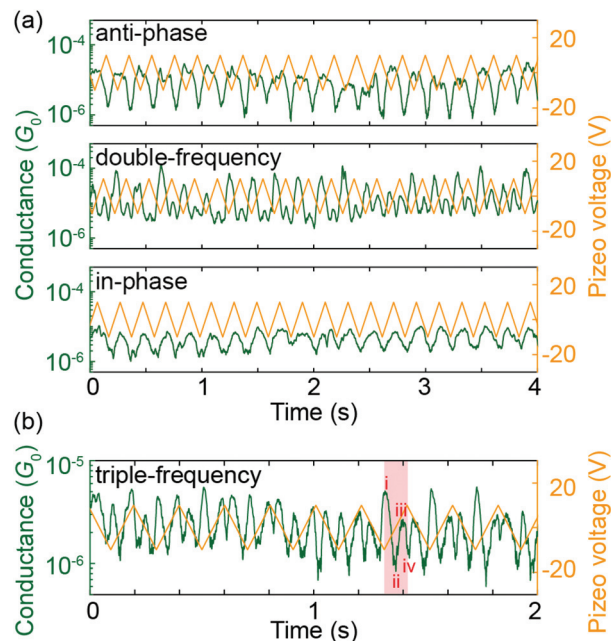 (a)
anti-phase
10⁻⁴
10⁻⁶
20
-20
double-frequency
10⁻⁴
10⁻⁶
20
-20
in-phase
10⁻⁴
10⁻⁶
20
-20
Conductance (G₀)
Pizeo voltage (V)
0 1 2 3 4
Time (s)
(b)
triple-frequency
10⁻⁵
10⁻⁶
20
-20
i
iii
iv
ii
Conductance (G₀)
Pizeo voltage (V)
0 1 2
Time (s)